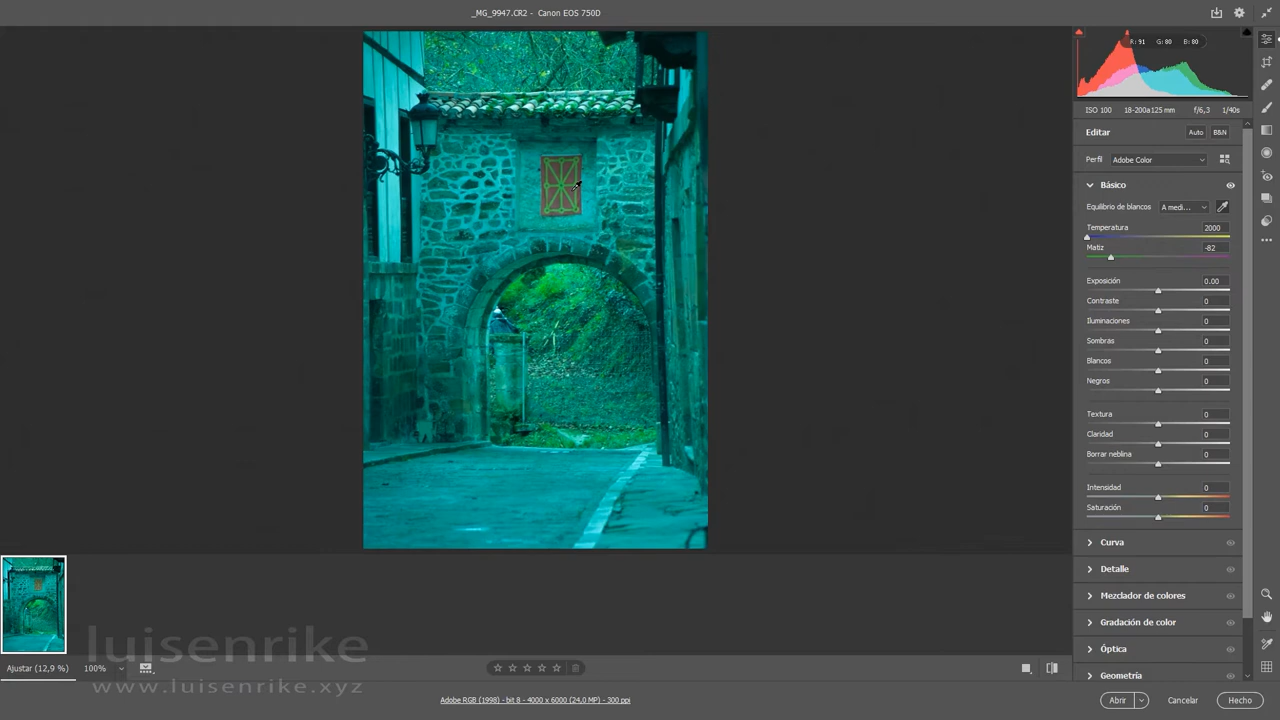 _MG_9947.CR2 - Canon EOS 750D
R: 91 G: 80 B: 80
ISO 100 18-200a125 mm f/6,3 1/40s
Editar Auto B&N
Perfil Adobe Color
Básico
Equilibrio de blancos A medi...
Temperatura 2000
Matiz -82
Exposición 0.00
Contraste 0
Iluminaciones 0
Sombras 0
Blancos 0
Negros 0
Textura 0
Claridad 0
Borrar neblina 0
Intensidad 0
Saturación 0
Curva
Detalle
Mezclador de colores
Gradación de color
Óptica
Geometria
luisenrike
www.luisenrike.xyz
Ajustar (12,9 %) 100%
Adobe RGB (1998) - bit 8 - 4000 x 6000 (24,0 MP) - 300 ppi
Abrir Cancelar Hecho